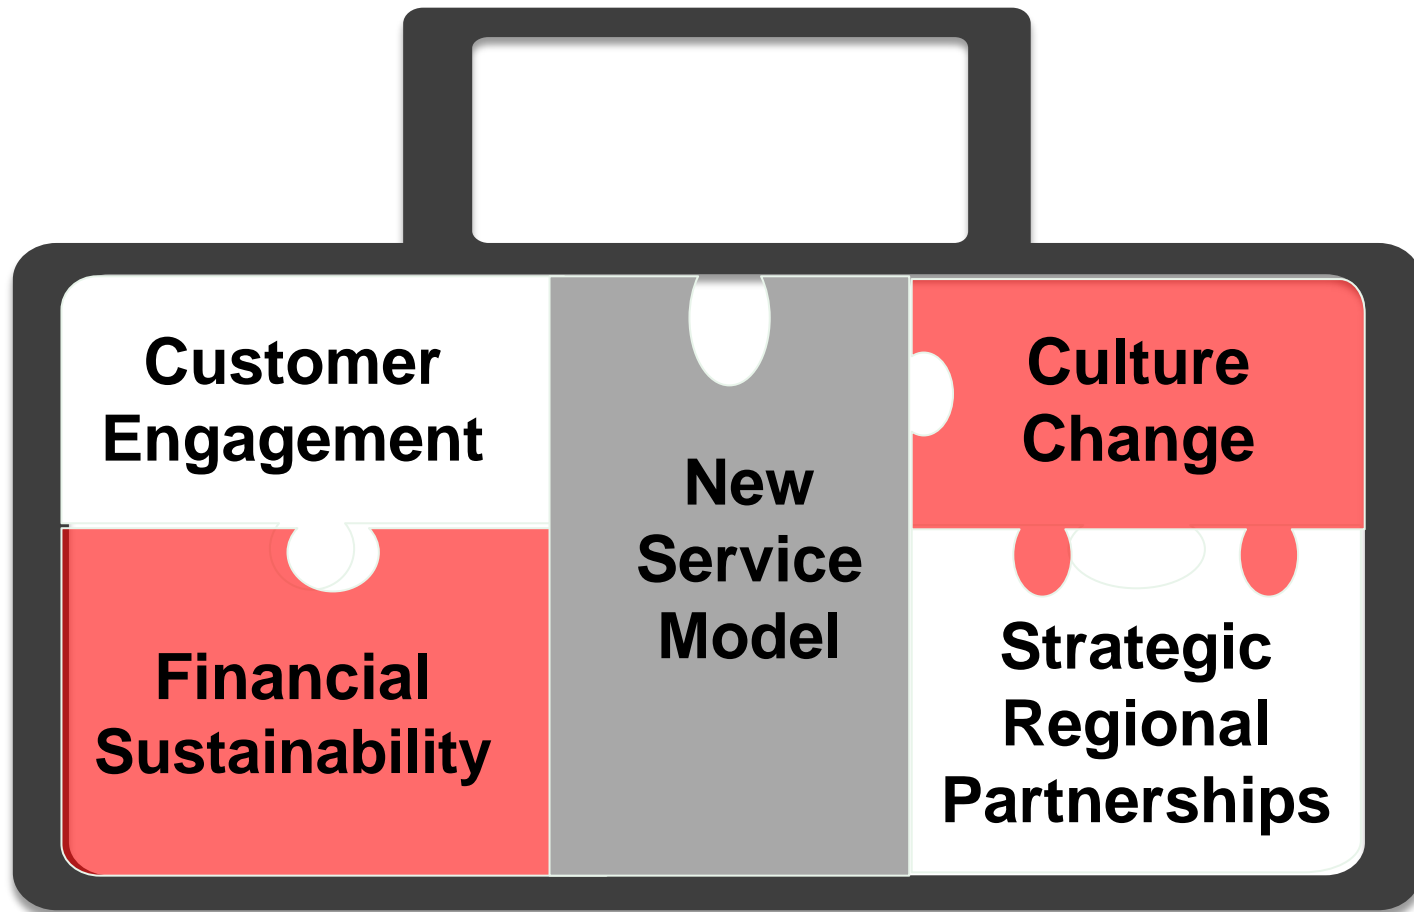 Customer
Engagement
Financial
Sustainability
New
Service
Model
Culture
Change
Strategic
Regional
Partnerships